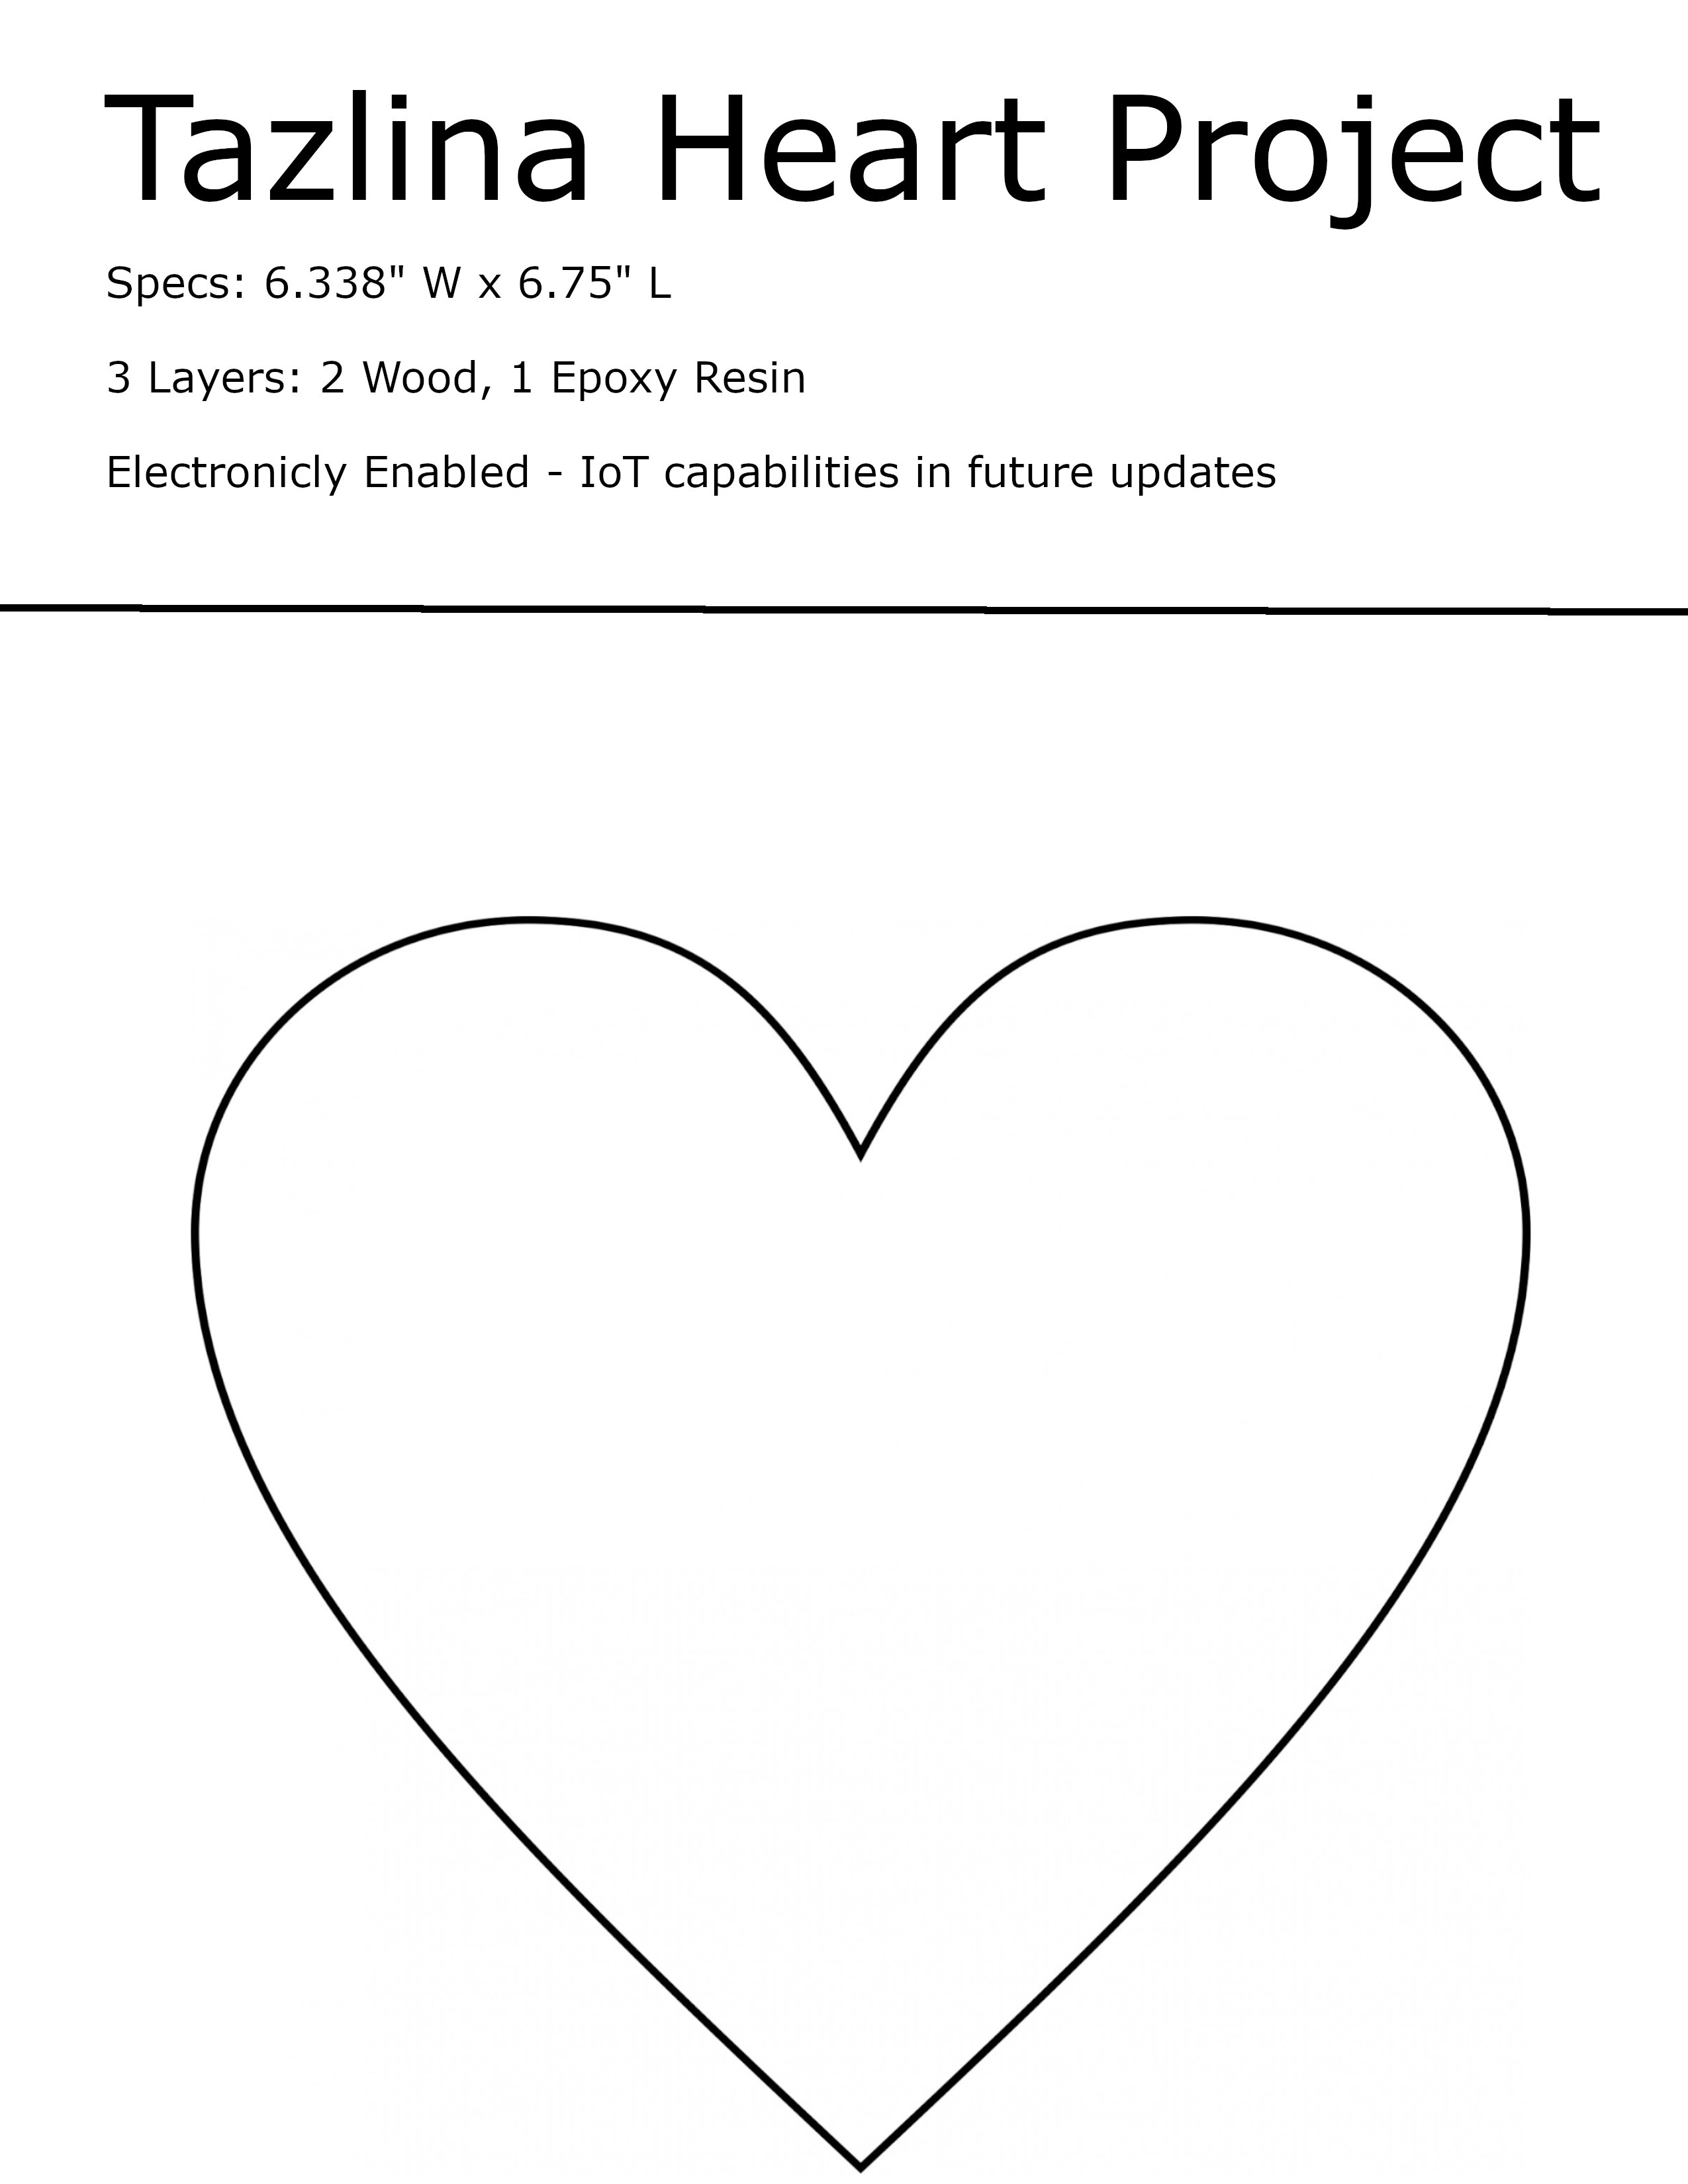 Tazlina Heart Project
Specs: 6.338" W x 6.75" L
3 Layers: 2 Wood, 1 Epoxy Resin
Electronicly Enabled - IoT capabilities in future updates